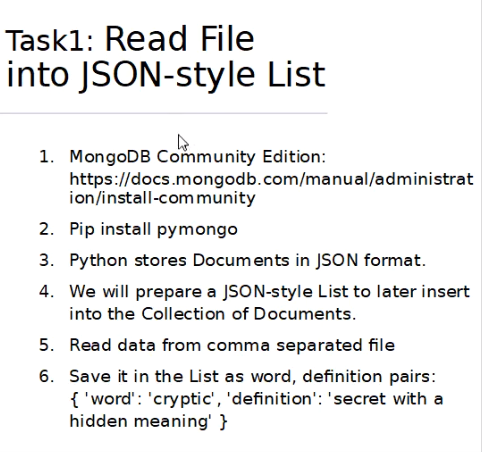 Task1: Read File
into JSON-style List
1. MongoDB Community Edition:
https://docs.mongodb.com/manual/administrat
ion/install-community
2. Pip install pymongo
3. Python stores Documents in JSON format.
4. We will prepare a JSON-style List to later insert
into the Collection of Documents.
5. Read data from comma separated file
6. Save it in the List as word, definition pairs:
{ 'word': 'cryptic', 'definition': 'secret with a
hidden meaning' }